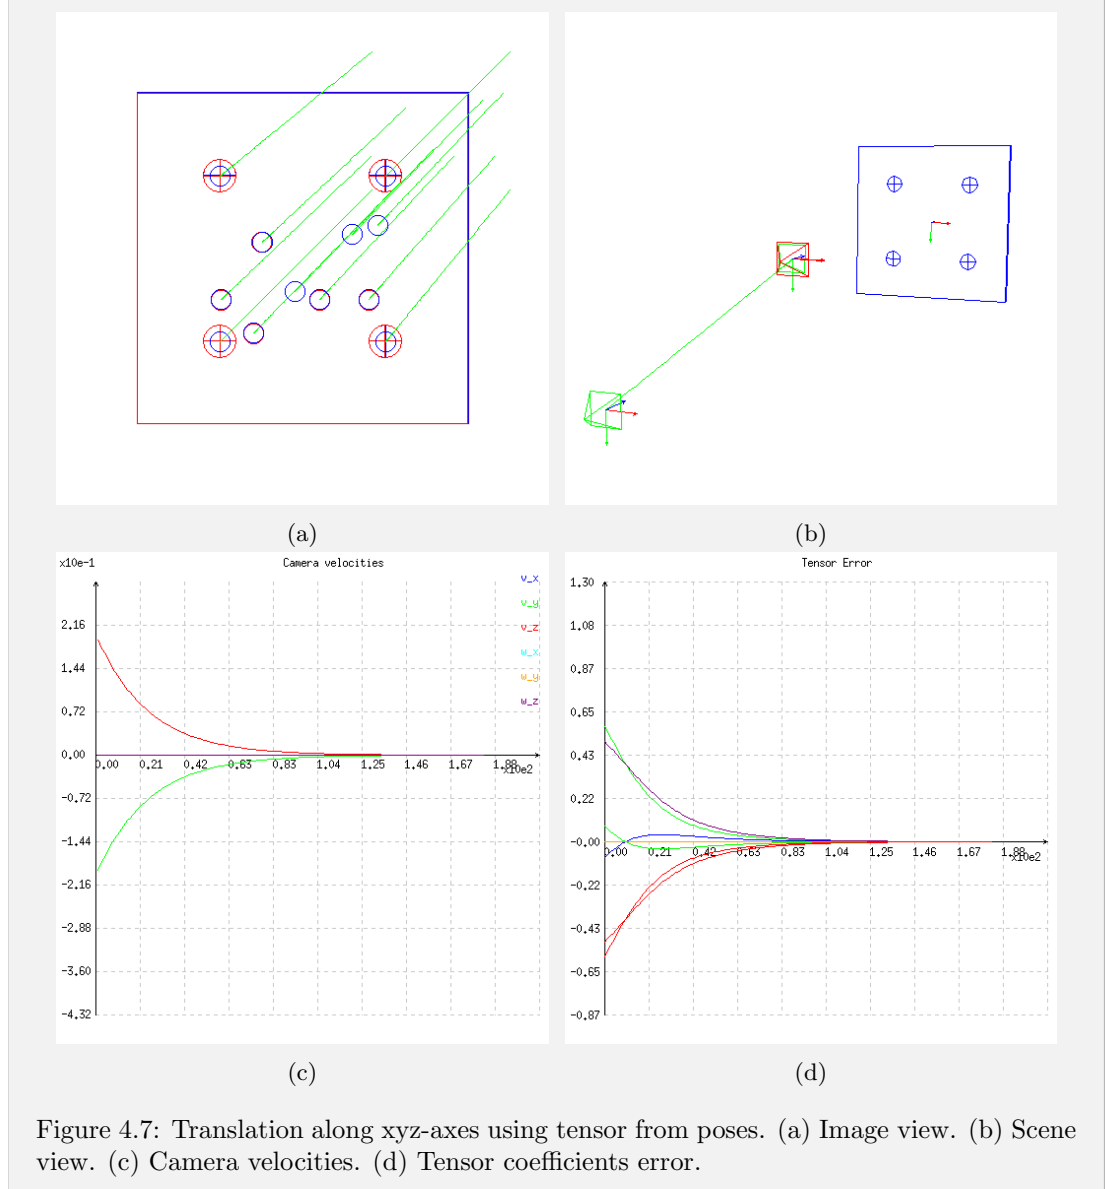 (a)
(b)
x10e-1
Camera velocities
v_x
v_y
v_z
w_x
w_y
w_z
2.16
1.44
0.72
0.00
-0.72
-1.44
-2.16
-2.88
-3.60
-4.32
0.00 0.21 0.42 0.63 0.83 1.04 1.25 1.46 1.67 1.88
x10e2
Tensor Error
1.30
1.08
0.87
0.65
0.43
0.22
-0.00
-0.22
-0.43
-0.65
-0.87
0.00 0.21 0.42 0.63 0.83 1.04 1.25 1.46 1.67 1.88
x10e2
(c)
(d)
Figure 4.7: Translation along xyz-axes using tensor from poses. (a) Image view. (b) Scene
view. (c) Camera velocities. (d) Tensor coefficients error.